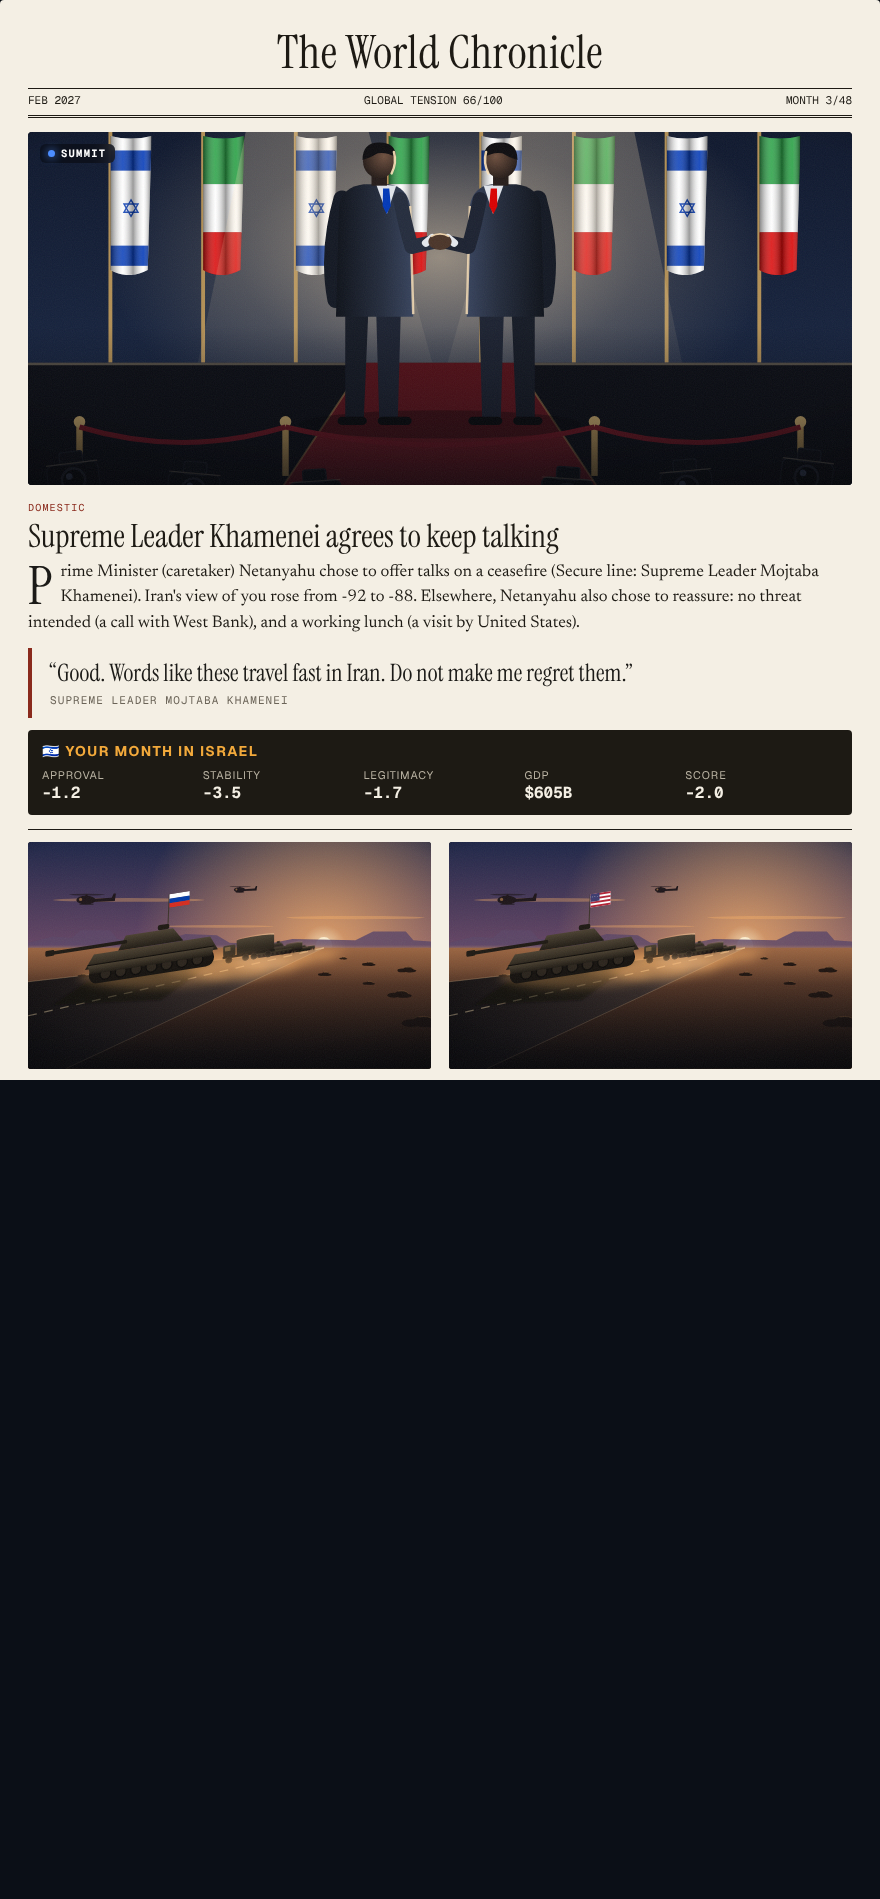 The World Chronicle
FEB 2027
GLOBAL TENSION 66/100
MONTH 3/48
SUMMIT
DOMESTIC
Supreme Leader Khamenei agrees to keep talking
Prime Minister (caretaker) Netanyahu chose to offer talks on a ceasefire (Secure line: Supreme Leader Mojtaba
Khamenei). Iran's view of you rose from -92 to -88. Elsewhere, Netanyahu also chose to reassure: no threat
intended (a call with West Bank), and a working lunch (a visit by United States).
“Good. Words like these travel fast in Iran. Do not make me regret them.”
SUPREME LEADER MOJTABA KHAMENEI
YOUR MONTH IN ISRAEL
APPROVAL
-1.2
STABILITY
-3.5
LEGITIMACY
-1.7
GDP
$605B
SCORE
-2.0